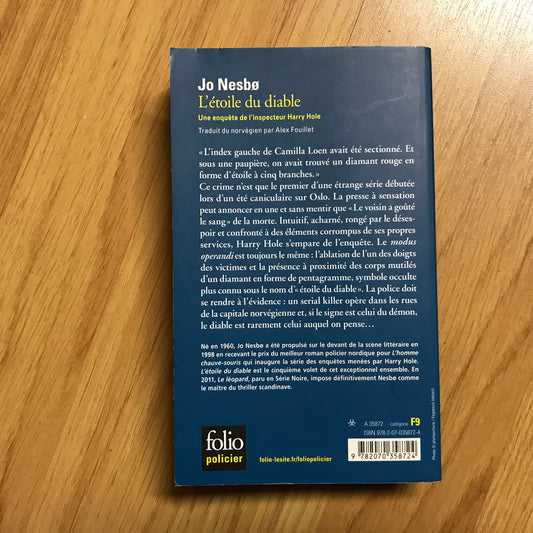 Jo Nesbø
L'étoile du diable
Une enquête de l'inspecteur Harry Hole
Traduit du norvégien par Alex Fouillet
« L'index gauche de Camilla Loen avait été sectionné. Et
sous une paupière, on avait trouvé un diamant rouge en
forme d'étoile à cinq branches. »
Ce crime n'est que le premier d'une étrange série débutée
lors d'un été caniculaire sur Oslo. La presse à sensation
peut annoncer en une et sans mentir que « Le voisin a goûté
le sang » de la morte. Intuitif, acharné, rongé par le déses-
poir et confronté à des éléments corrompus de ses propres
services, Harry Hole s'empare de l'enquête. Le modus
operandi est toujours le même : l'ablation de l'un des doigts
des victimes et la présence à proximité des corps mutilés
d'un diamant en forme de pentagramme, symbole occulte
plus connu sous le nom d'« étoile du diable ». La police doit
se rendre à l'évidence : un serial killer opère dans les rues
de la capitale norvégienne et, si le signe est celui du démon,
le diable est rarement celui auquel on pense…
Né en 1960, Jo Nesbø a été propulsé sur le devant de la scène littéraire en
1998 en recevant le prix du meilleur roman policier nordique pour L'homme
chauve-souris qui inaugure la série des enquêtes menées par Harry Hole.
L'étoile du diable est le cinquième volet de cet exceptionnel ensemble. En
2011, Le léopard, paru en Série Noire, impose définitivement Nesbø comme
le maître du thriller scandinave.
folio
policier
folio-lesite.fr/foliopolicier
A 35872 catégorie F9
ISBN 978-2-07-035872-4
9 782070 358724